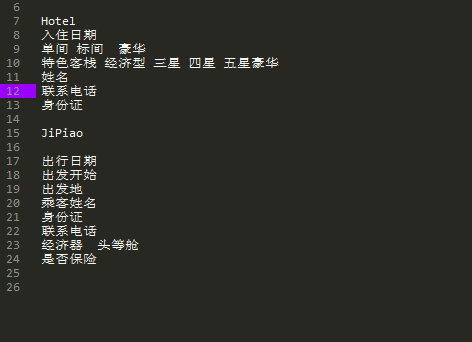 6
7 Hotel
8 入住日期
9 单间 标间  豪华
10 特色客栈 经济型 三星 四星 五星豪华
11 姓名
12 联系电话
13 身份证
14
15 JiPiao
16
17 出行日期
18 出发开始
19 出发地
20 乘客姓名
21 身份证
22 联系电话
23 经济器  头等舱
24 是否保险
25
26